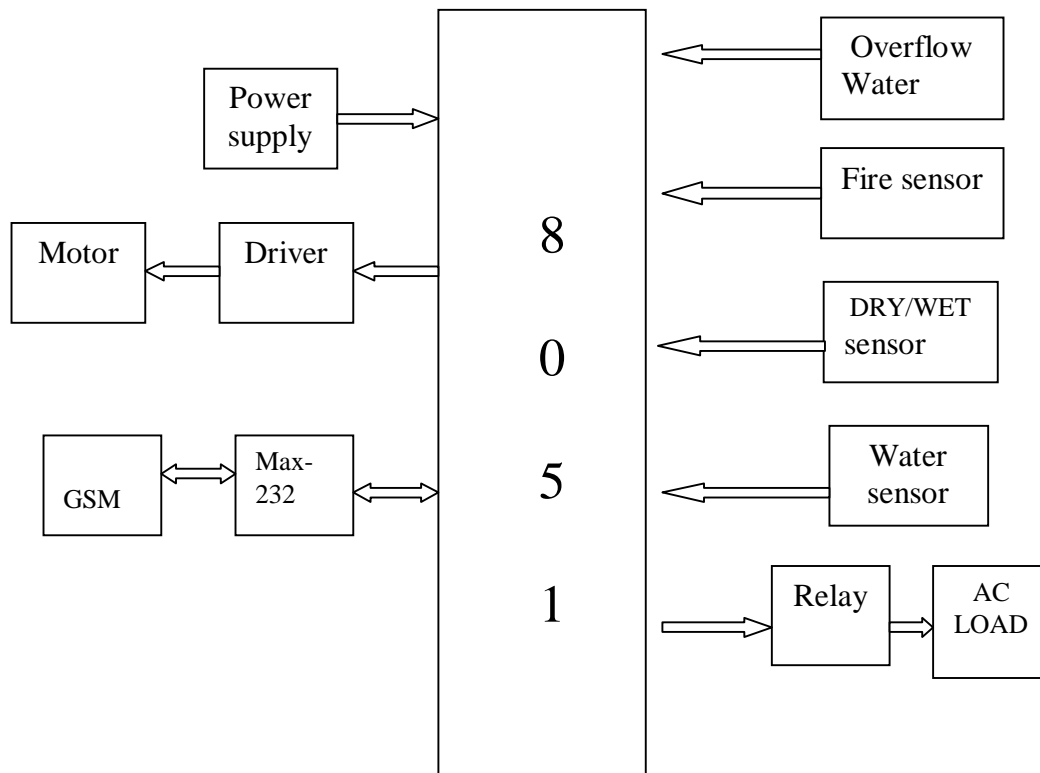 Overflow
Water
Power
supply
Fire sensor
8
Motor
Driver
DRY/WET
sensor
0
GSM
Max-
232
5
Water
sensor
1
Relay
AC
LOAD